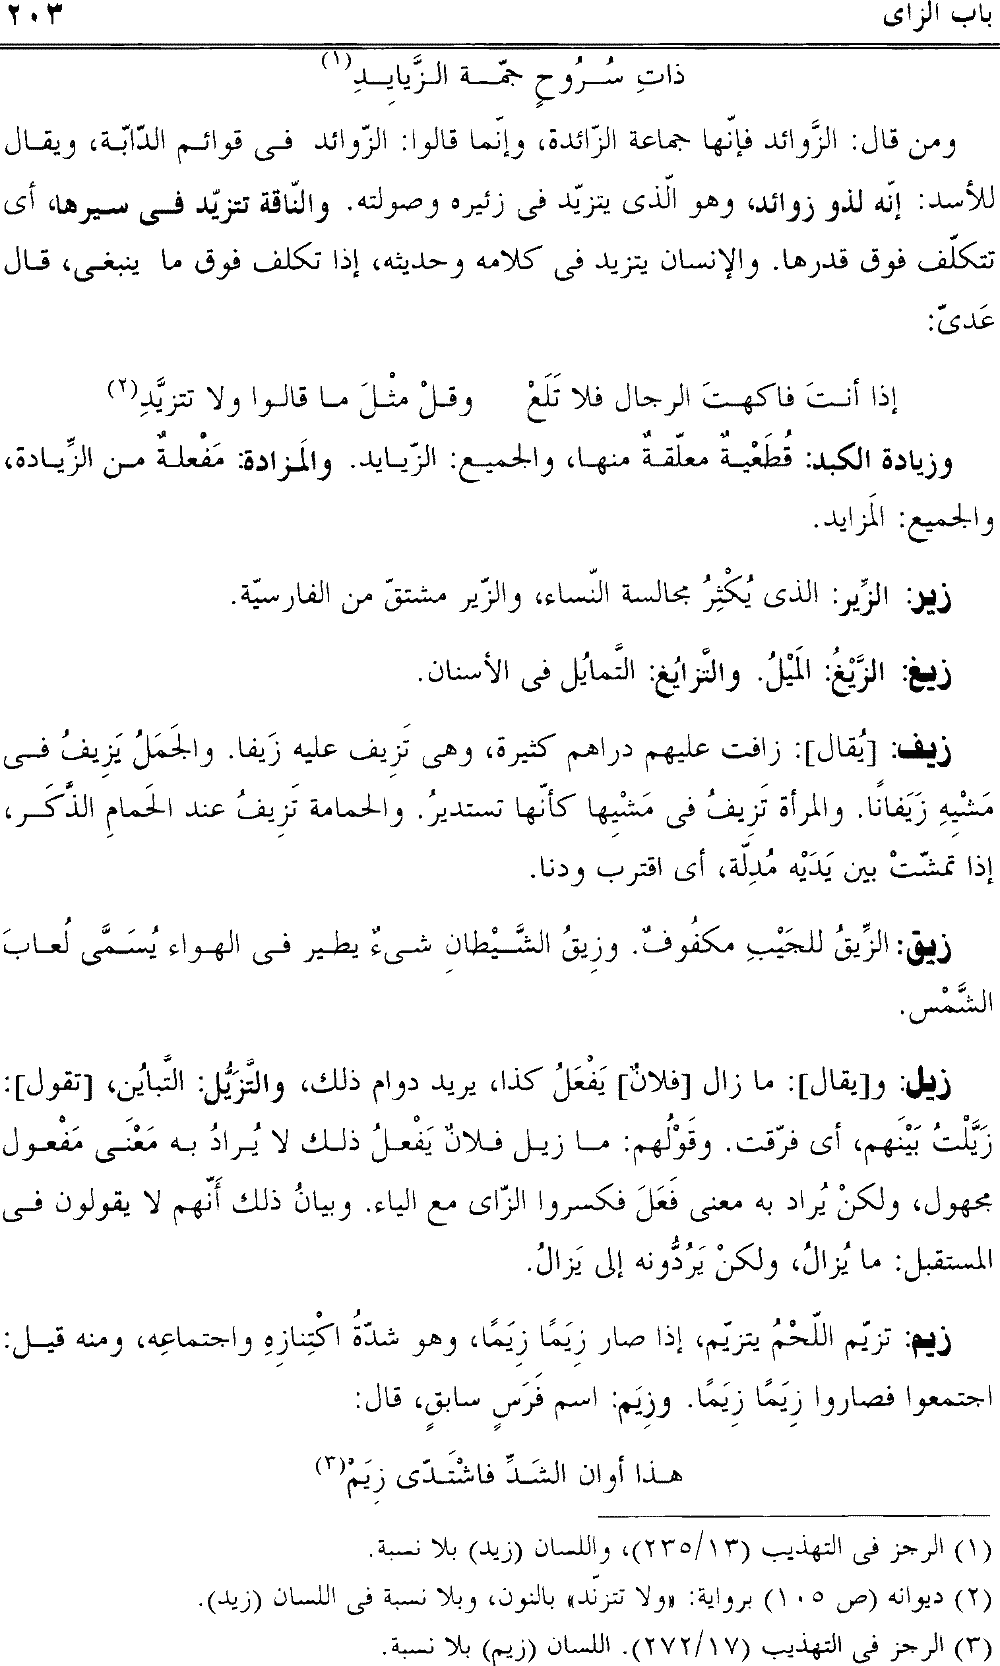 باب الزاى ٢٠٣
ذاتِ سُرُوحٍ جمّة الزَّيايِدِ(١)
ومن قال: الزَّوائد فإنّها جماعة الزّائدة، وإنّما قالوا: الزّوائد فى قوائم الدّابّة، ويقال
للأسد: إنّه لذو زوائد، وهو الّذى يتزيّد فى زئيره وصولته. والنّاقة تتزيّد فى سيرها، أى
تتكلّف فوق قدرها. والإنسان يتزيد فى كلامه وحديثه، إذا تكلف فوق ما ينبغى، قال
عَدىّ:
إذا أنتَ فاكهتَ الرجال فلا تَلَعْ وقلْ مثْلَ ما قالوا ولا تتزيَّدِ(٢)
وزيادة الكبد: قُطَعْيةٌ معلّقةٌ منها، والجميع: الزّيايد. والمَزادة: مَفْعلةٌ من الزِّيادة،
والجميع: المَزايد.
زير: الزِّير: الذى يُكْثِرُ مجالسة النّساء، والزّير مشتقّ من الفارسيّة.
زيغ: الزَّيْغُ: المَيْلُ. والتَّزايُغ: التَّمايُل فى الأسنان.
زيف: [يُقال]: زافت عليهم دراهم كثيرة، وهى تَزيف عليه زَيفا. والجَمَلُ يَزِيفُ فى
مَشْيِهِ زَيَفانًا. والمرأة تَزِيفُ فى مَشْيِها كأنّها تستديرُ. والحمامة تَزِيفُ عند الحَمامِ الذَّكَر،
إذا تمشّتْ بين يَدَيْه مُدِلّة، أى اقترب ودنا.
زيق: الزِّيقُ للجَيْبِ مكفُوفٌ. وزِيقُ الشَّيْطانِ شىءٌ يطير فى الهواء يُسَمَّى لُعابَ
الشَّمْس.
زيل: و[يقال]: ما زال [فلانٌ] يَفْعَلُ كذا، يريد دوام ذلك، والتَّزَيُّل: التَّبايُن، [تقول]:
زَيَّلْتُ بَيْنَهم، أى فرّقت. وقوْلُهم: ما زيل فلانٌ يَفْعلُ ذلك لا يُرادُ به مَعْنَى مَفْعول
مجهول، ولكنْ يُراد به معنى فَعَلَ فكسروا الزّاى مع الياء. وبيانُ ذلك أَنّهم لا يقولون فى
المستقبل: ما يُزالُ، ولكنْ يَرُدُّونه إلى يَزالُ.
زيم: تزيّم اللّحْمُ يتزيّم، إذا صار زِيَمًا زِيَمًا، وهو شدّةُ اكْتِنازِهِ واجتماعِه، ومنه قيل:
اجتمعوا فصاروا زِيَمًا زِيَمًا. وزِيَم: اسم فَرَسٍ سابقٍ، قال:
هذا أوان الشَدِّ فاشْتَدّى زِيَمْ(٣)
(١) الرجز فى التهذيب (٢٣٥/١٣)، واللسان (زيد) بلا نسبة.
(٢) ديوانه (ص ١٠٥) برواية: «ولا تتزنّد» بالنون، وبلا نسبة فى اللسان (زيد).
(٣) الرجز فى التهذيب (٢٧٢/١٧). اللسان (زيم) بلا نسبة.